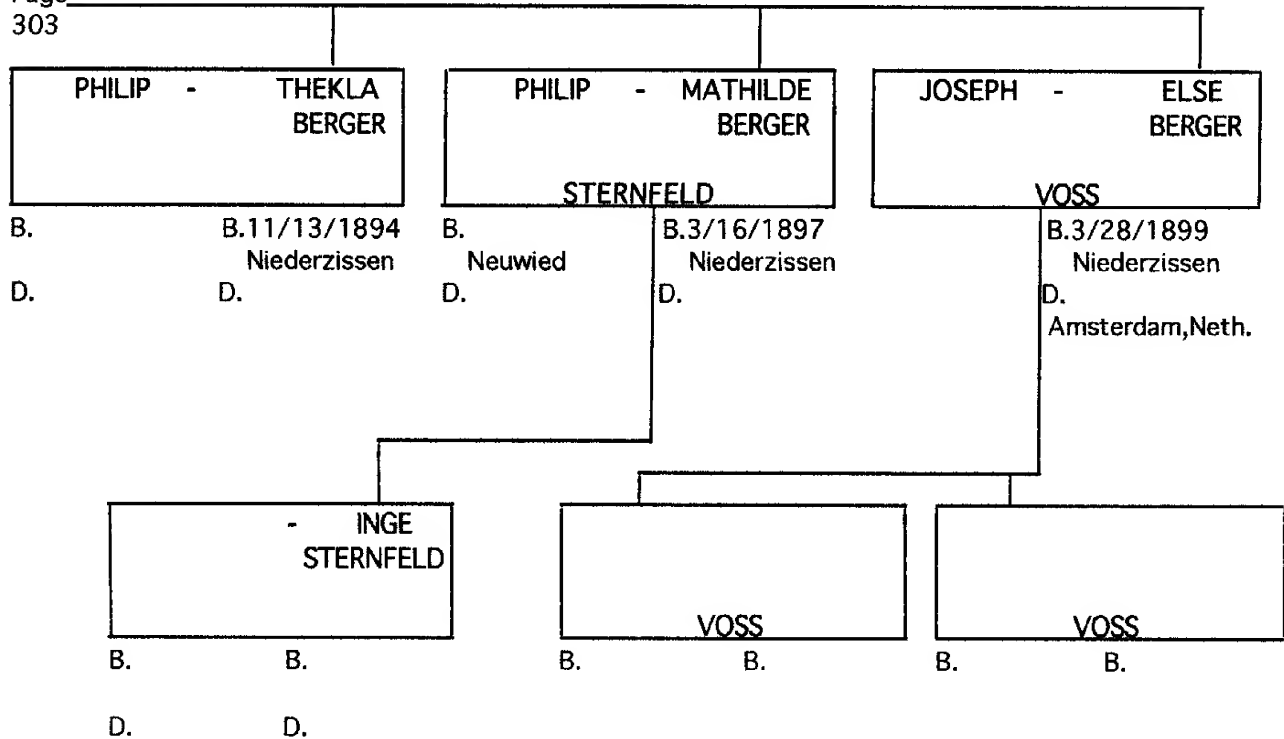 Page
303
PHILIP - THEKLA
BERGER
B. B.11/13/1894
Niederzissen
D. D.
PHILIP - MATHILDE
BERGER
STERNFELD
B. B.3/16/1897
Neuwied Niederzissen
D. D.
JOSEPH - ELSE
BERGER
VOSS
B.3/28/1899
Niederzissen
D.
Amsterdam,Neth.
- INGE
STERNFELD
B. B.
D. D.
VOSS
B. B.
VOSS
B. B.